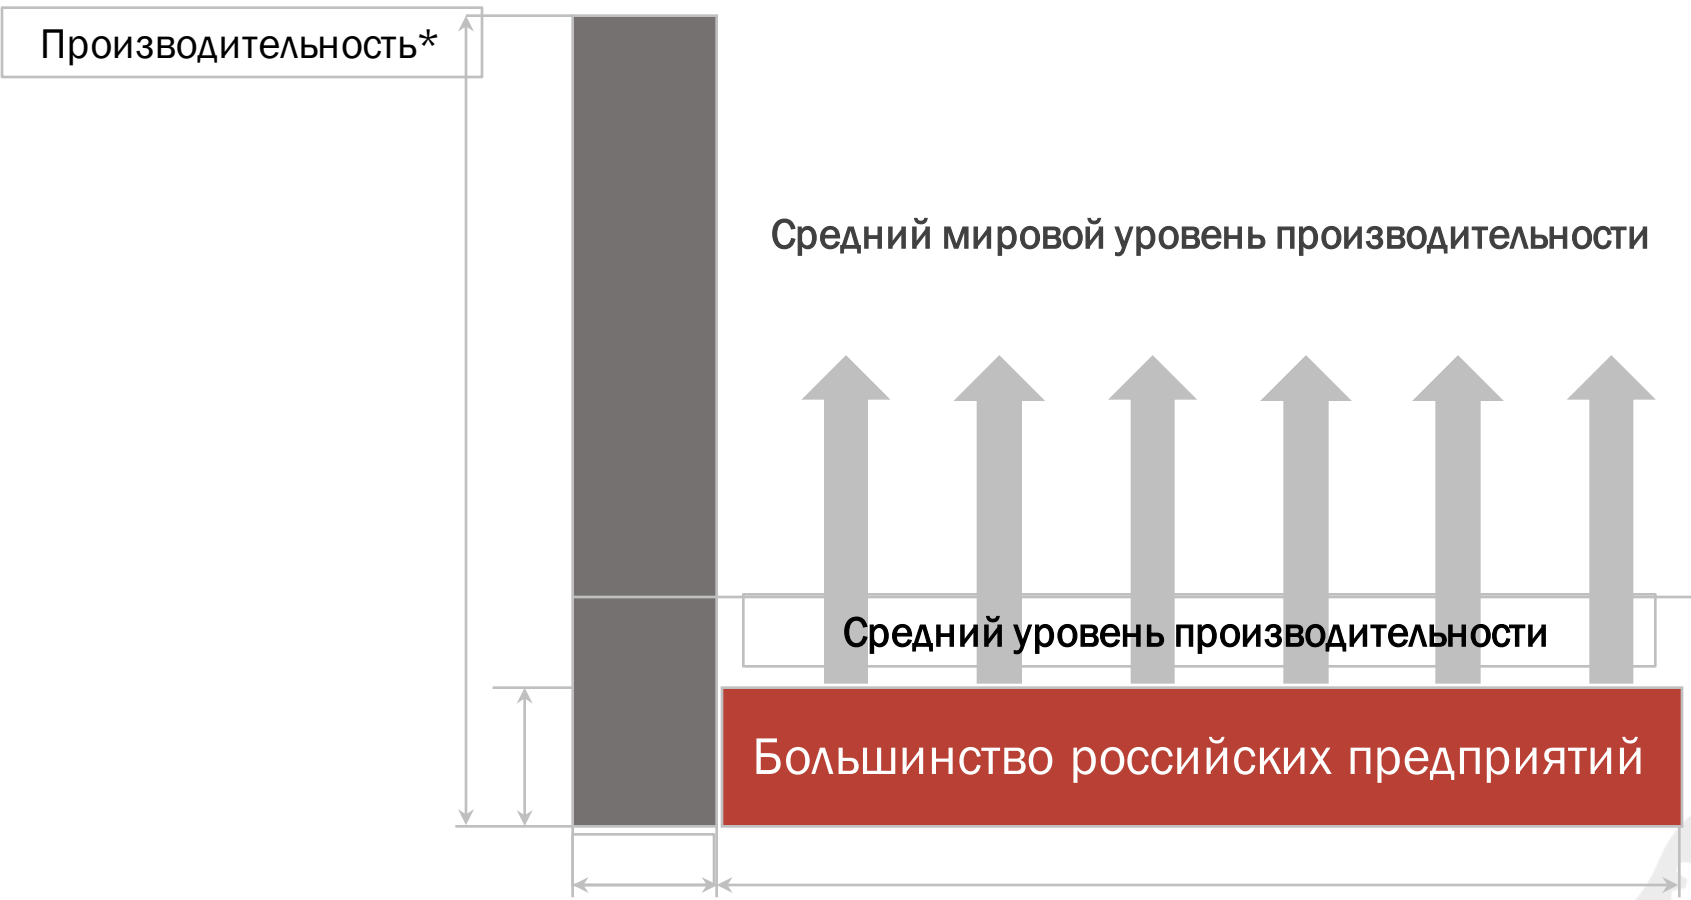 Производительность*
Средний мировой уровень производительности
Средний уровень производительности
Большинство российских предприятий